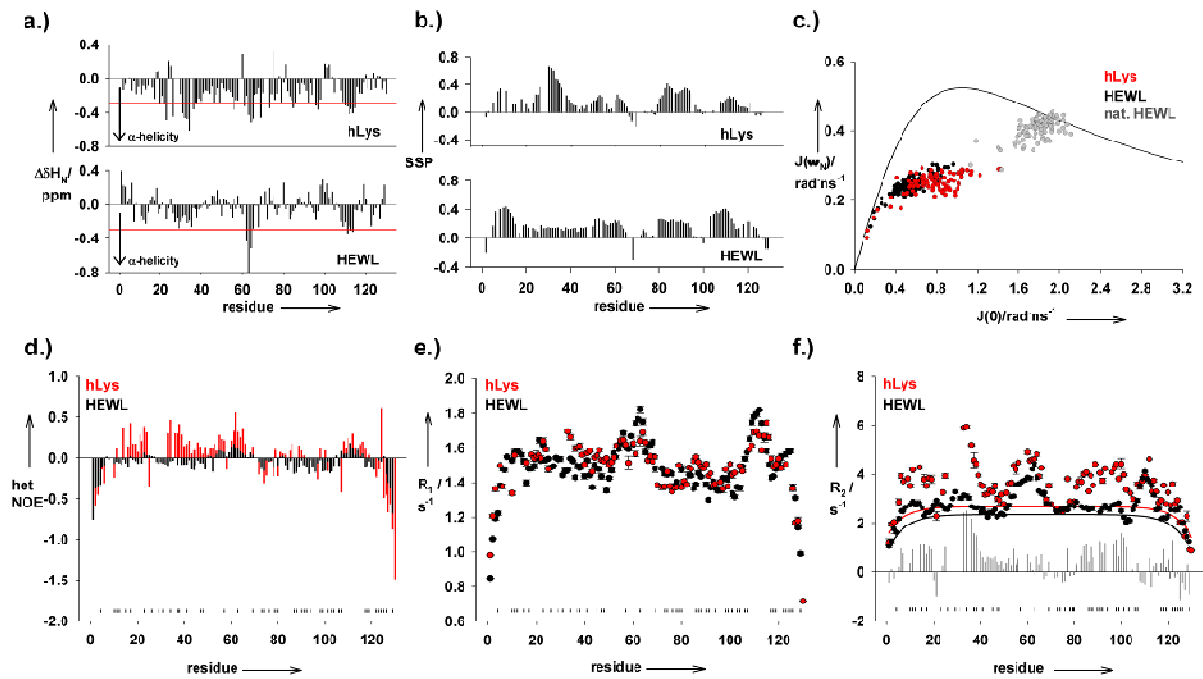 a.)
0.4
0.0
-0.4
α-helicity
hLys
0.4
ΔδH_N/
ppm
0.0
-0.4
α-helicity
HEWL
-0.8
0 20 40 60 80 100 120
residue
b.)
0.8
0.4
0.0
hLys
SSP
0.8
0.4
0.0
HEWL
-0.4
0 20 40 60 80 100 120
residue
c.)
0.6
hLys
HEWL
nat. HEWL
0.4
J(w_N)/
rad*ns⁻¹
0.2
0.0
0.0 0.4 0.8 1.2 1.6 2.0 2.4 2.8 3.2
J(0)/rad*ns⁻¹
d.)
1.0
hLys
HEWL
0.5
0.0
het
NOE
-0.5
-1.0
-1.5
-2.0
0 20 40 60 80 100 120
residue
e.)
2.0
hLys
HEWL
1.8
1.6
R₁/
s⁻¹
1.4
1.2
1.0
0.8
0.6
0 20 40 60 80 100 120
residue
f.)
8
hLys
HEWL
6
4
R₂/
s⁻¹
2
0
-2
0 20 40 60 80 100 120
residue